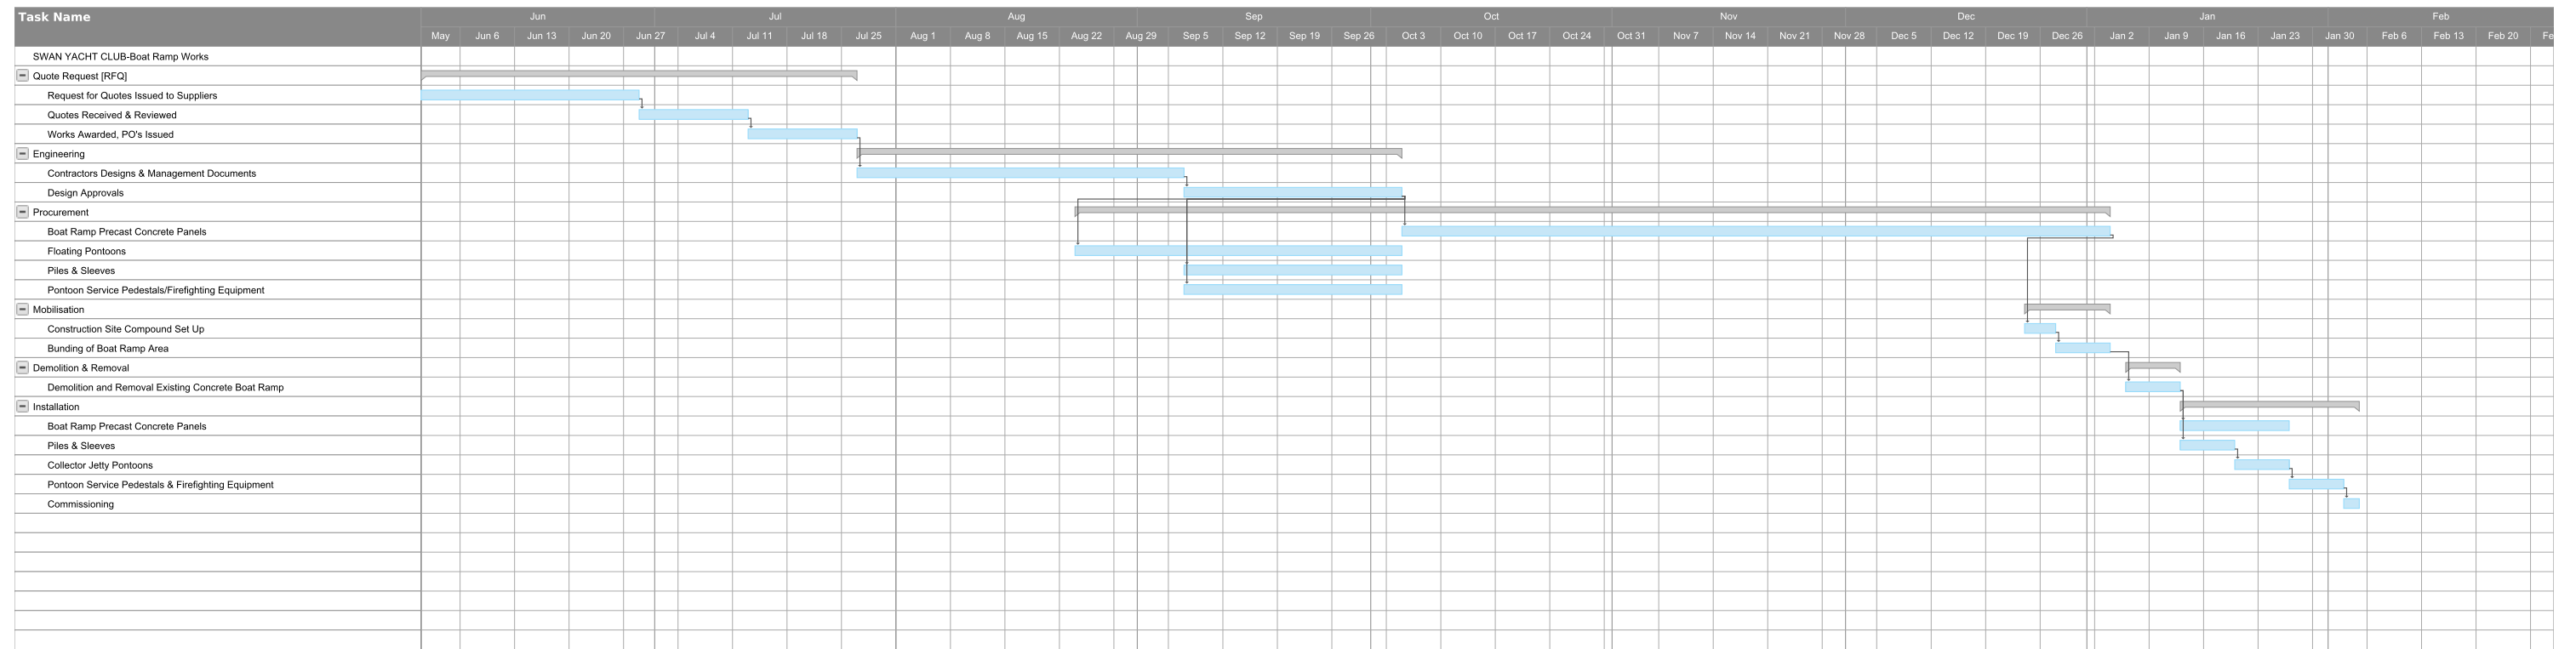 Task Name
Jun Jul Aug Sep Oct Nov Dec Jan Feb
May Jun 6 Jun 13 Jun 20 Jun 27 Jul 4 Jul 11 Jul 18 Jul 25 Aug 1 Aug 8 Aug 15 Aug 22 Aug 29 Sep 5 Sep 12 Sep 19 Sep 26 Oct 3 Oct 10 Oct 17 Oct 24 Oct 31 Nov 7 Nov 14 Nov 21 Nov 28 Dec 5 Dec 12 Dec 19 Dec 26 Jan 2 Jan 9 Jan 16 Jan 23 Jan 30 Feb 6 Feb 13 Feb 20 Fe
SWAN YACHT CLUB-Boat Ramp Works
Quote Request [RFQ]
Request for Quotes Issued to Suppliers
Quotes Received & Reviewed
Works Awarded, PO's Issued
Engineering
Contractors Designs & Management Documents
Design Approvals
Procurement
Boat Ramp Precast Concrete Panels
Floating Pontoons
Piles & Sleeves
Pontoon Service Pedestals/Firefighting Equipment
Mobilisation
Construction Site Compound Set Up
Bunding of Boat Ramp Area
Demolition & Removal
Demolition and Removal Existing Concrete Boat Ramp
Installation
Boat Ramp Precast Concrete Panels
Piles & Sleeves
Collector Jetty Pontoons
Pontoon Service Pedestals & Firefighting Equipment
Commissioning